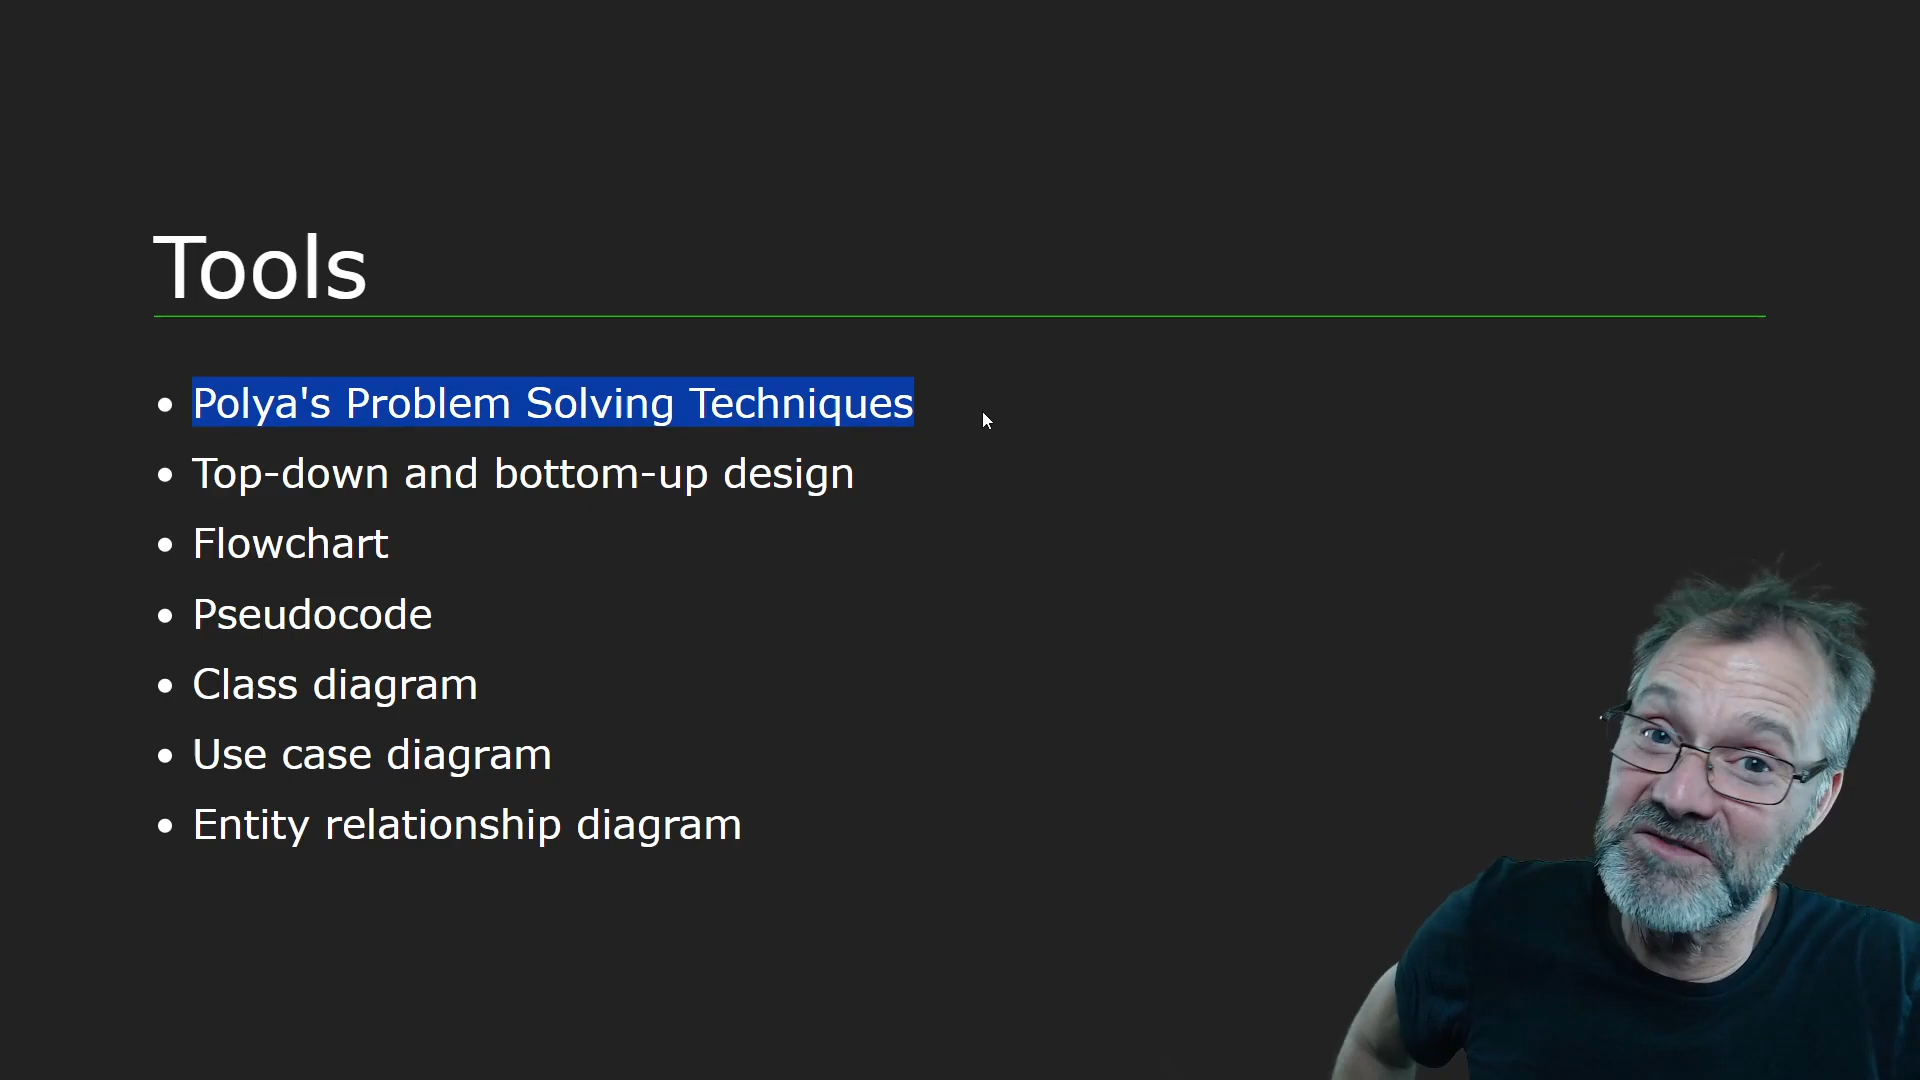 Tools
Polya's Problem Solving Techniques
Top-down and bottom-up design
Flowchart
Pseudocode
Class diagram
Use case diagram
Entity relationship diagram